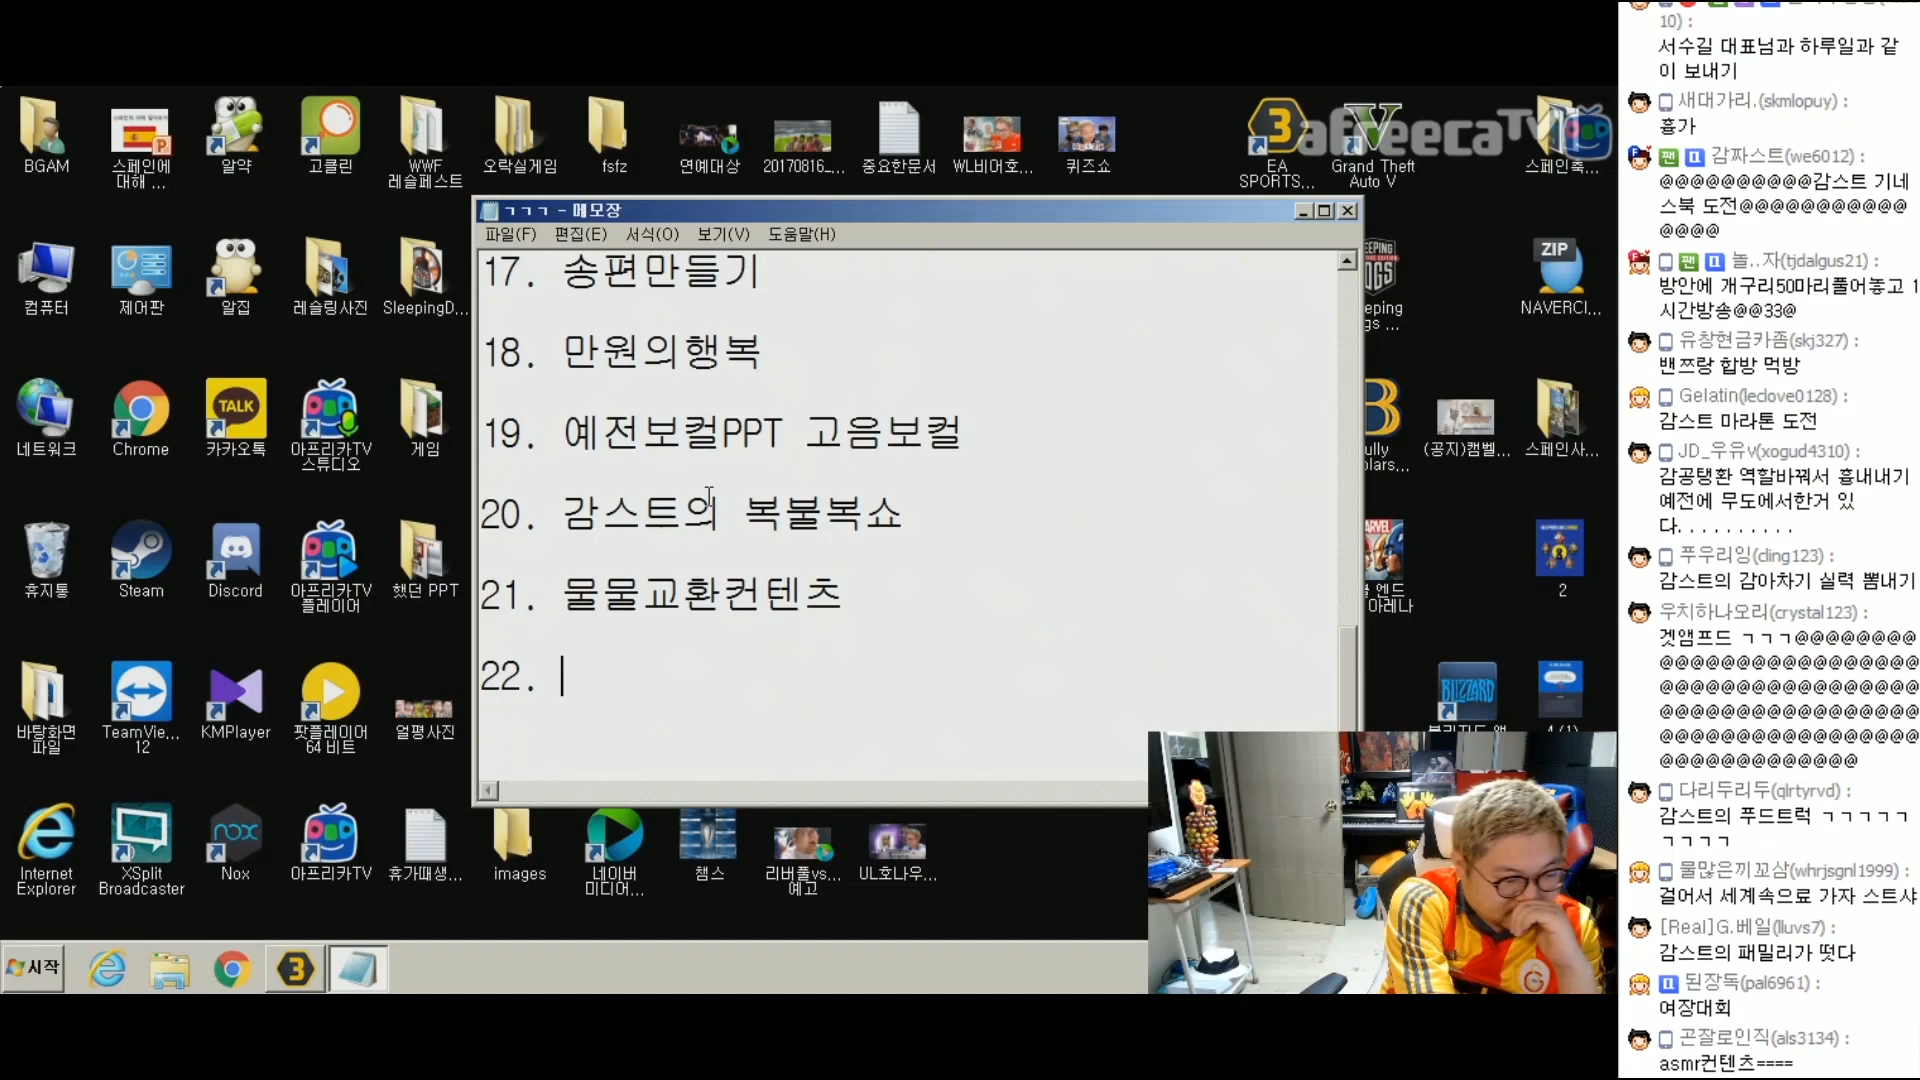 afreecaTV
BGAM
스페인에
대해 ...
알약
고클린
WWF
레슬페스트
오락실게임
fsfz
연예대상
20170816_...
중요한문서
WL비어호...
퀴즈쇼
EA
SPORTS...
Grand Theft
Auto V
스페인축...
ㄱㄱㄱ - 메모장
파일(F) 편집(E) 서식(O) 보기(V) 도움말(H)
17. 송편만들기
18. 만원의행복
19. 예전보컬PPT 고음보컬
20. 감스트의 복불복쇼
21. 물물교환컨텐츠
22.
컴퓨터
제어판
알집
레슬링사진
SleepingD...
ZIP
NAVERCI...
네트워크
Chrome
TALK
카카오톡
아프리카TV
스튜디오
게임
(공지)캠벨...
스페인사...
휴지통
Steam
Discord
아프리카TV
플레이어
했던 PPT
2
바탕화면
파일
TeamVie...
12
KMPlayer
팟플레이어
64 비트
얼평사진
BLIZZARD
4 (1)
Internet
Explorer
XSplit
Broadcaster
nox
Nox
아프리카TV
휴가때생...
images
네이버
미디어...
챔스
리버풀vs...
예고
UL호나우...
시작
10) :
서수길 대표님과 하루일과 같
이 보내기
새대가리.(skmlopuy) :
흉가
팬 감짜스트(we6012) :
@@@@@@@@@@감스트 기네
스북 도전@@@@@@@@@@@
@@@@
팬 놀..자(tjdalgus21) :
방안에 개구리50마리풀어놓고 1
시간방송@@33@
유창현금카좀(skj327) :
밴쯔랑 합방 먹방
Gelatin(leclove0128) :
감스트 마라톤 도전
JD_우유v(xogud4310) :
감공탱환 역할바꿔서 흉내내기
예전에 무도에서한거 있
다. . . . . . . . . .
푸우리잉(cling123) :
감스트의 감아차기 실력 뽐내기
우치하나오리(crystal123) :
겟앰프드 ㄱㄱㄱ@@@@@@@@
@@@@@@@@@@@@@@@@@
@@@@@@@@@@@@@@@@@
@@@@@@@@@@@@@@@@@
@@@@@@@@@@@@@@@@@
@@@@@@@@@@@@@
다리두리두(qlrtyrvd) :
감스트의 푸드트럭 ㄱㄱㄱㄱㄱ
ㄱㄱㄱㄱ
물많은끼꼬삼(whrjsgnl1999) :
걸어서 세계속으로 가자 스트샤
[Real]G.베일(lluvs7) :
감스트의 패밀리가 떳다
된장독(pal6961) :
여장대회
곤잘로인직(als3134) :
asmr컨텐츠====